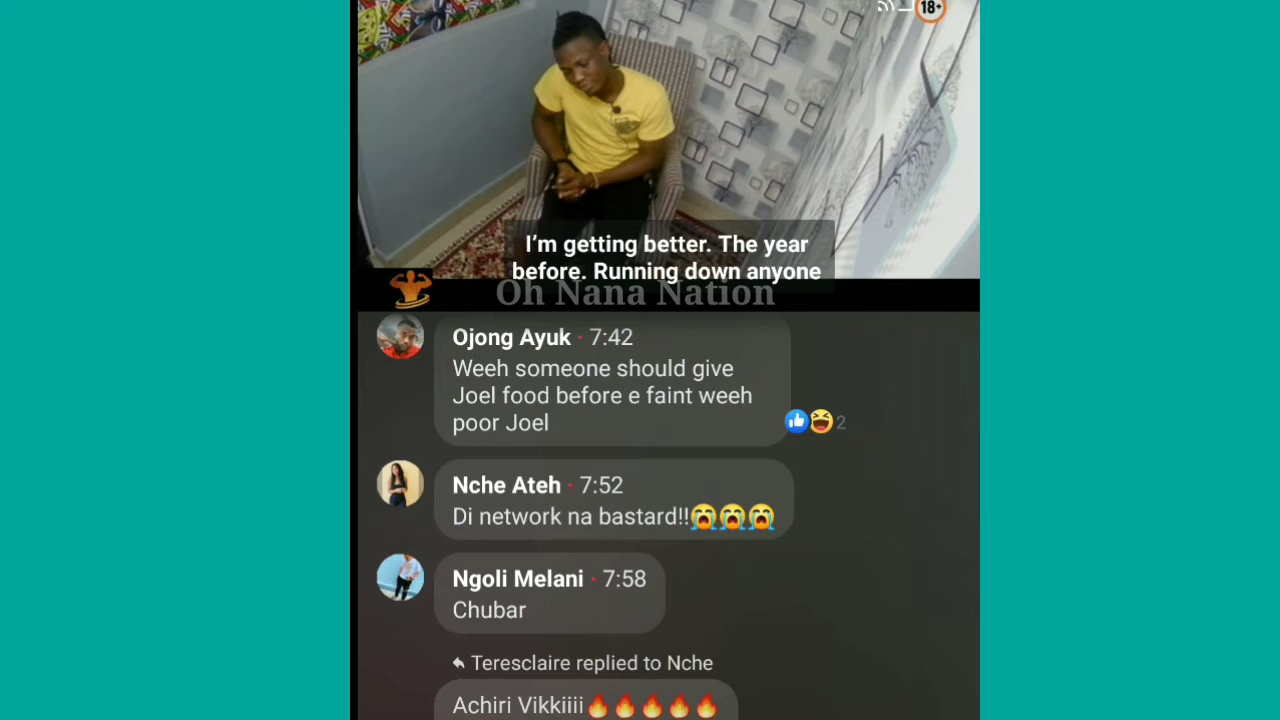 18+
I’m getting better. The year
before. Running down anyone
Oh Nana Nation
Ojong Ayuk · 7:42
Weeh someone should give
Joel food before e faint weeh
poor Joel
2
Nche Ateh · 7:52
Di network na bastard!!😭😭😭
Ngoli Melani · 7:58
Chubar
Teresclaire replied to Nche
Achiri Vikkiiii🔥🔥🔥🔥🔥